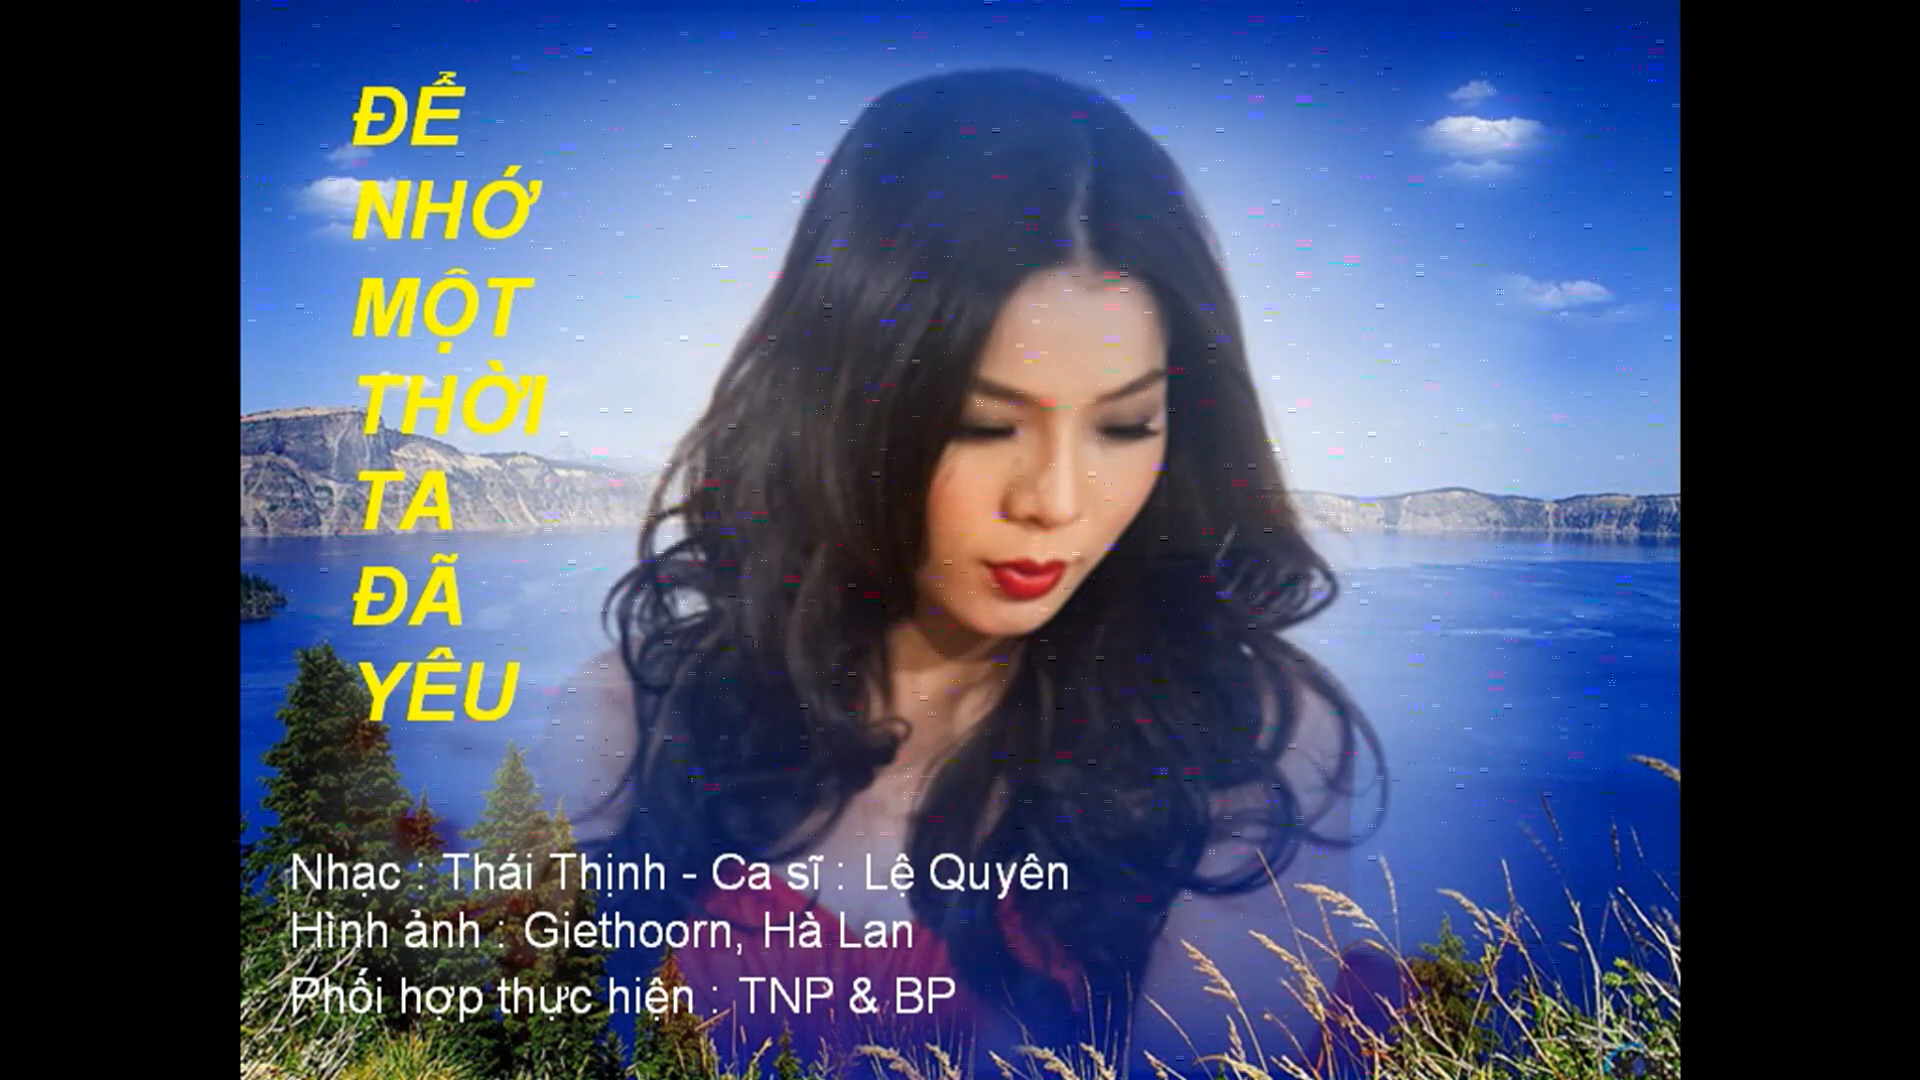 ĐỂ
NHỚ
MỘT
THỜI
TA
ĐÃ
YÊU
Nhạc : Thái Thịnh - Ca sĩ : Lệ Quyên
Hình ảnh : Giethoorn, Hà Lan
Phối hợp thực hiện : TNP & BP